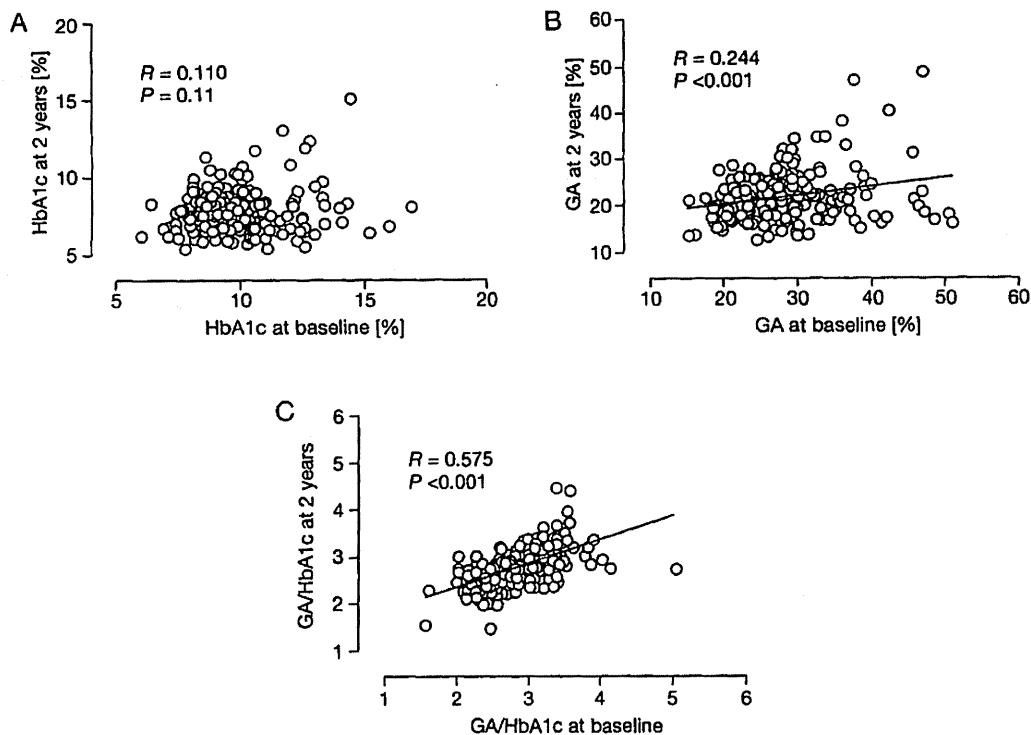 A
20
15
10
5
HbA1c at 2 years [%]
R = 0.110
P = 0.11
5 10 15 20
HbA1c at baseline [%]
B
60
50
40
30
20
10
GA at 2 years [%]
R = 0.244
P <0.001
10 20 30 40 50 60
GA at baseline [%]
C
6
5
4
3
2
1
GA/HbA1c at 2 years
R = 0.575
P <0.001
1 2 3 4 5 6
GA/HbA1c at baseline